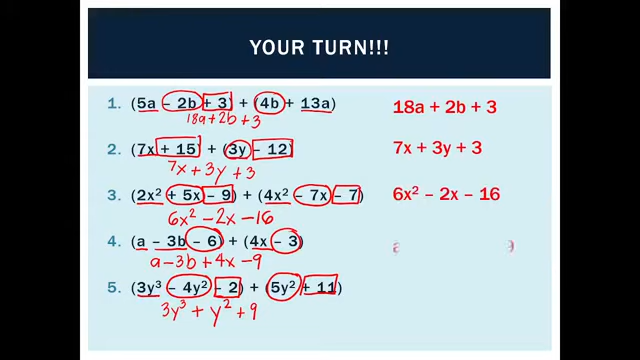 YOUR TURN!!!
1. (5a – 2b + 3) + (4b + 13a)
18a + 2b + 3
18a + 2b + 3
2. (7x + 15) + (3y – 12)
7x + 3y + 3
7x + 3y + 3
3. (2x² + 5x – 9) + (4x² – 7x – 7)
6x² – 2x – 16
6x² – 2x – 16
4. (a – 3b – 6) + (4x – 3)
a – 3b + 4x – 9
a 9
5. (3y³ – 4y² – 2) + (5y² + 11)
3y³ + y² + 9